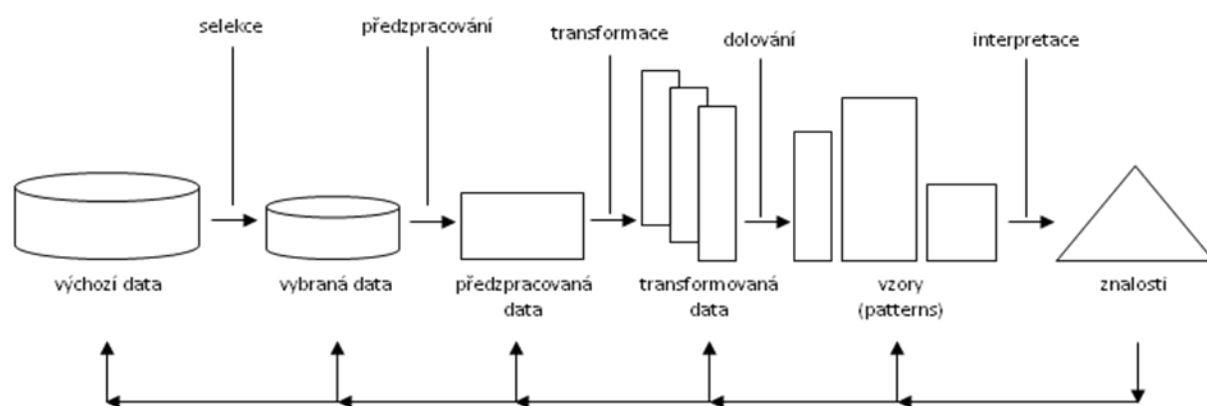 selekce
předzpracování
transformace
dolování
interpretace
výchozí data
vybraná data
předzpracovaná
data
transformovaná
data
vzory
(patterns)
znalosti